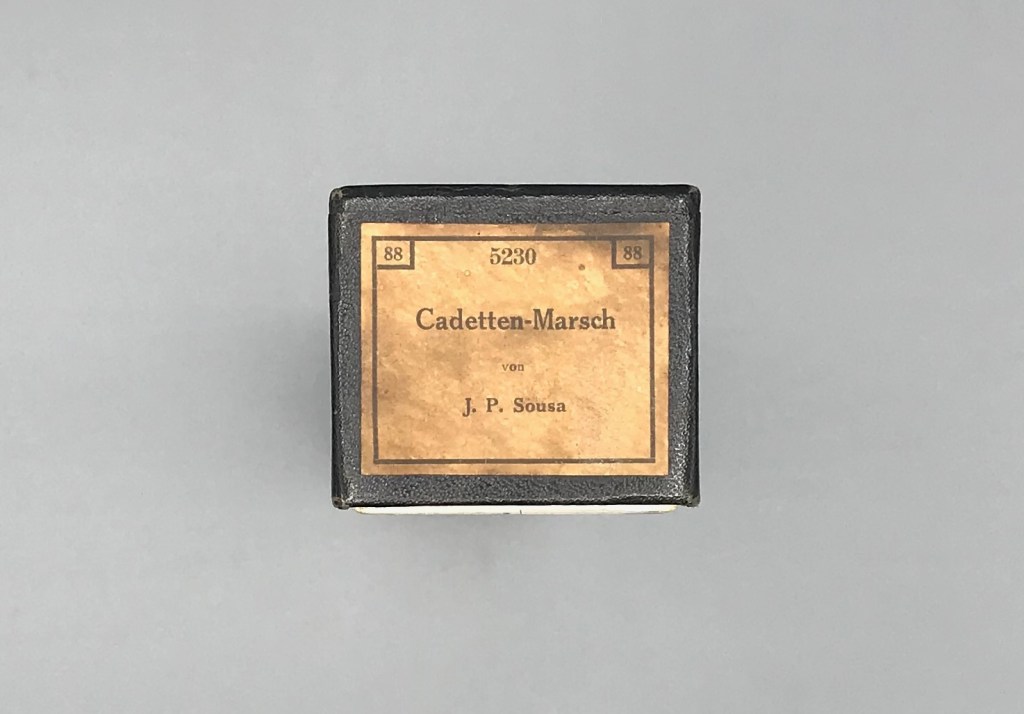 88 5230 88
Cadetten-Marsch
von
J. P. Sousa